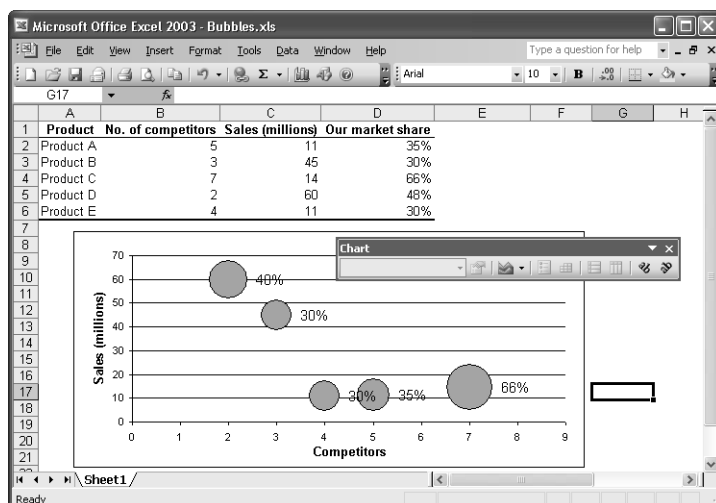 Microsoft Office Excel 2003 - Bubbles.xls
File Edit View Insert Format Tools Data Window Help Type a question for help
Arial 10 B
G17 fx
A B C D E F G H
1 Product No. of competitors Sales (millions) Our market share
2 Product A 5 11 35%
3 Product B 3 45 30%
4 Product C 7 14 66%
5 Product D 2 60 48%
6 Product E 4 11 30%
7
8
9
10
11
12
13
14
15
16
17
18
19
20
21
Chart
Sales (millions)
70
60
50
40
30
20
10
0
48%
30%
30%
35%
66%
0 1 2 3 4 5 6 7 8 9
Competitors
Sheet1
Ready